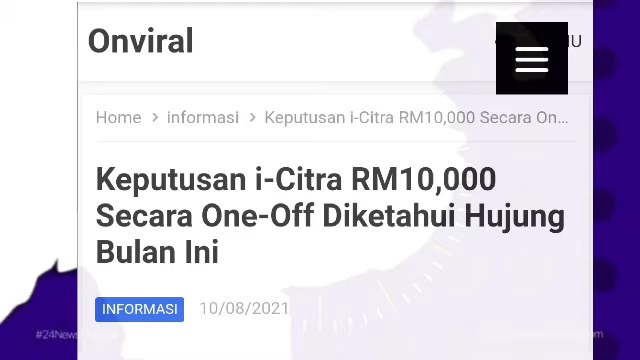 Onviral
Home > informasi > Keputusan i-Citra RM10,000 Secara On...
Keputusan i-Citra RM10,000
Secara One-Off Diketahui Hujung
Bulan Ini
INFORMASI 10/08/2021